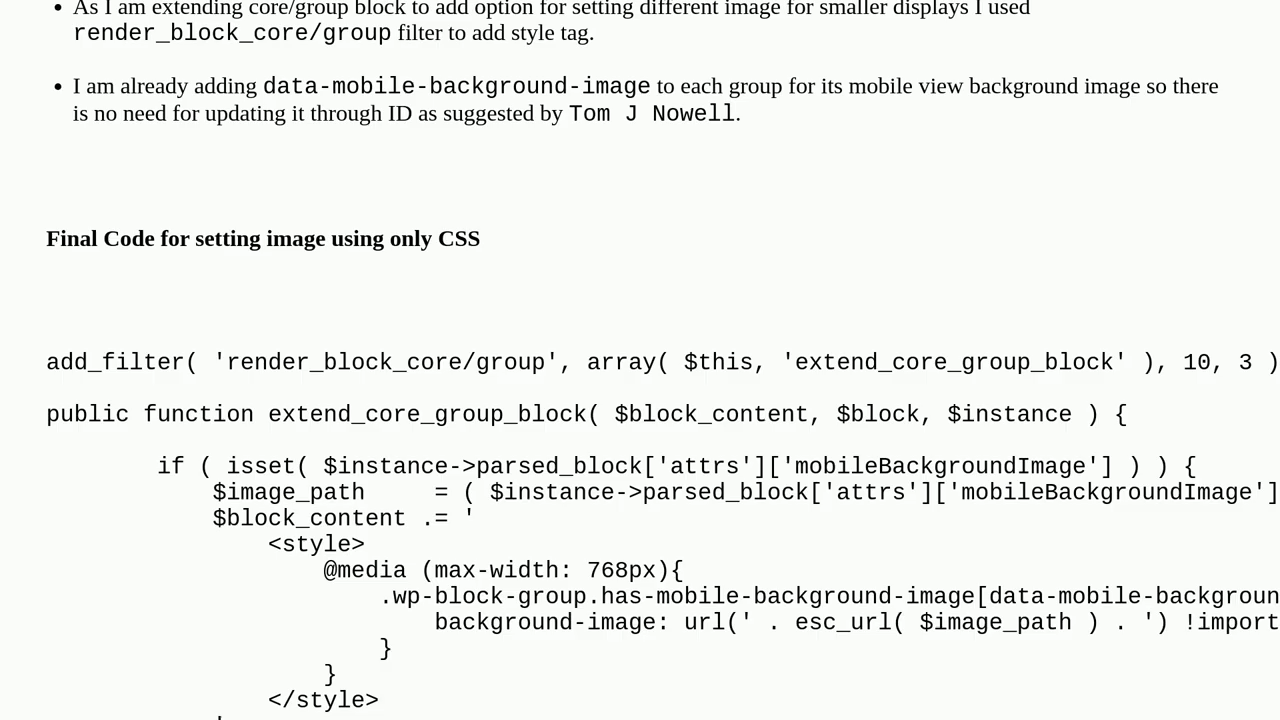 • As I am extending core/group block to add option for setting different image for smaller displays I used
render_block_core/group filter to add style tag.
• I am already adding data-mobile-background-image to each group for its mobile view background image so there
is no need for updating it through ID as suggested by Tom J Nowell.
Final Code for setting image using only CSS
add_filter( 'render_block_core/group', array( $this, 'extend_core_group_block' ), 10, 3 )
public function extend_core_group_block( $block_content, $block, $instance ) {
if ( isset( $instance->parsed_block['attrs']['mobileBackgroundImage'] ) ) {
$image_path     = ( $instance->parsed_block['attrs']['mobileBackgroundImage']
$block_content .= '
<style>
@media (max-width: 768px){
.wp-block-group.has-mobile-background-image[data-mobile-backgroun
background-image: url(' . esc_url( $image_path ) . ') !import
}
}
</style>